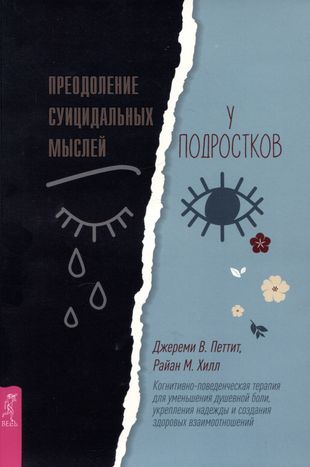 ПРЕОДОЛЕНИЕ
СУИЦИДАЛЬНЫХ
МЫСЛЕЙ
У
ПОДРОСТКОВ
Джереми В. Петтит,
Райан М. Хилл
Когнитивно-поведенческая терапия
для уменьшения душевной боли,
укрепления надежды и создания
здоровых взаимоотношений
ВЕСЬ